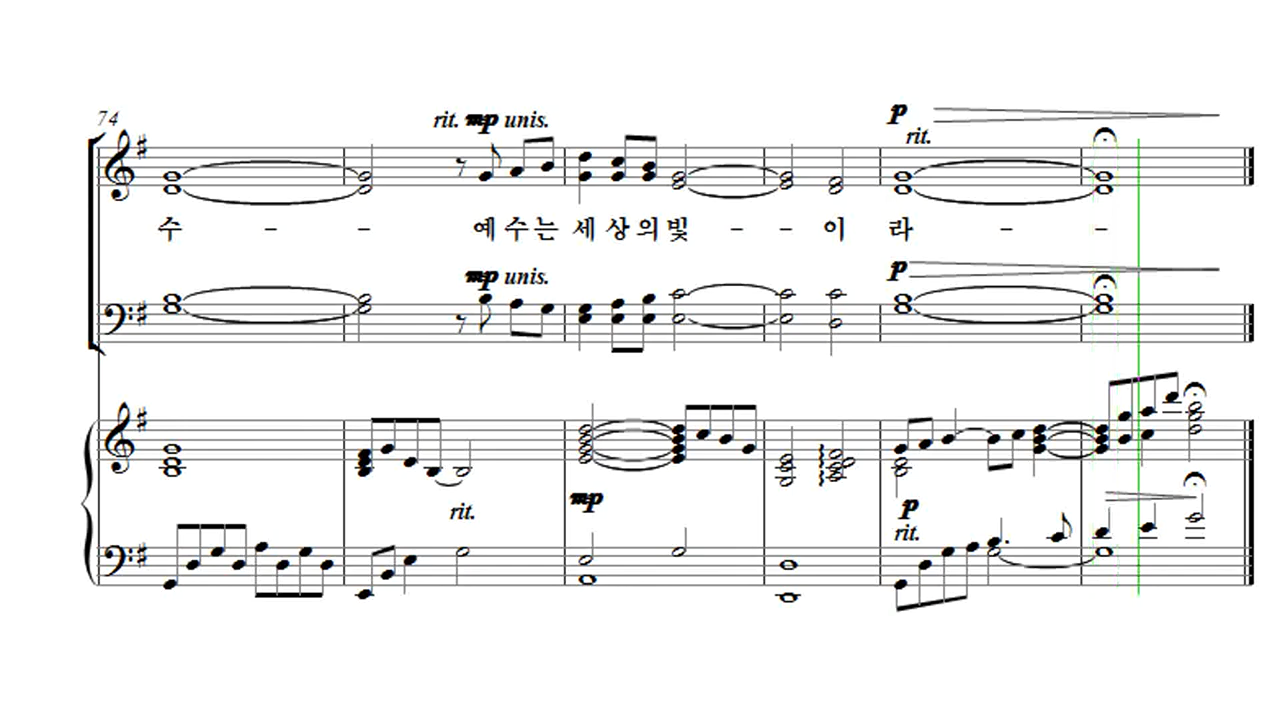 74
rit. mp unis.
p
rit.
수 - - 예 수 는 세 상 의 빛 - - 이 라 - -
mp unis.
p
rit.
mp
p
rit.